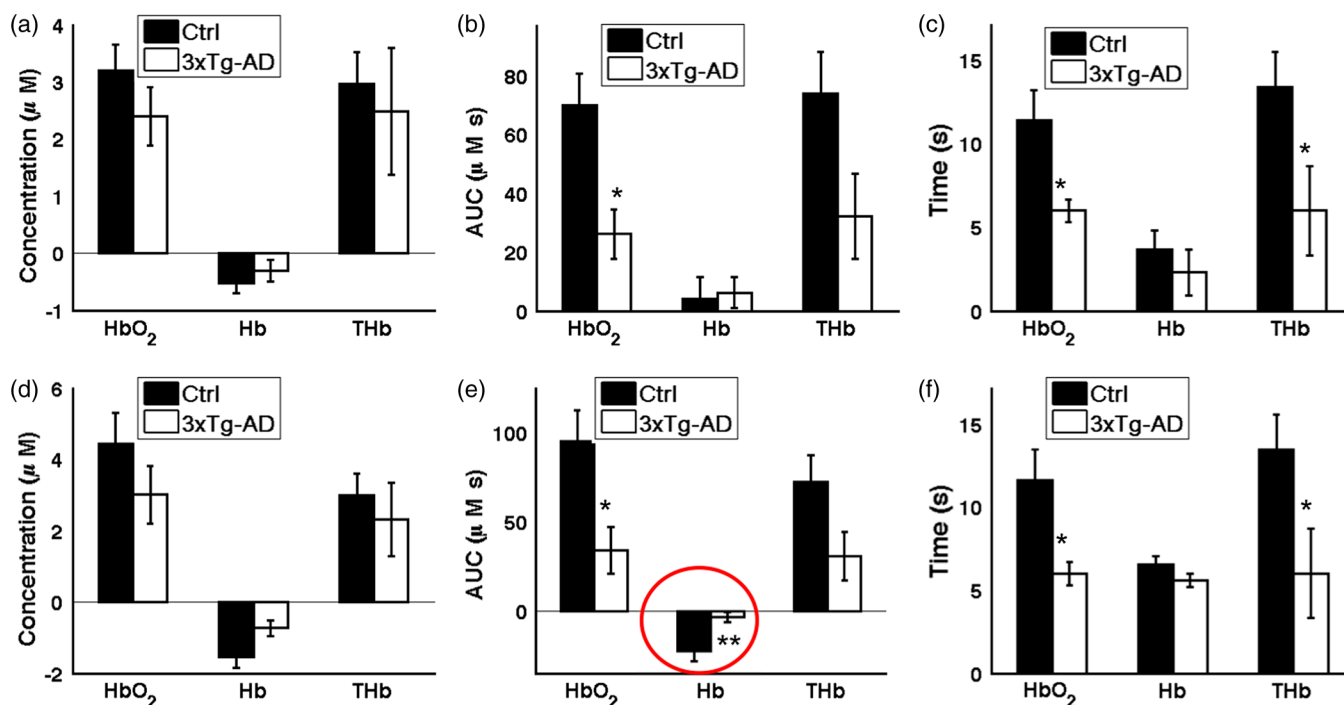 (a)
Concentration (μ M)
4
3
2
1
0
-1
Ctrl
3xTg-AD
HbO2
Hb
THb
(b)
AUC (μ M s)
80
60
40
20
0
Ctrl
3xTg-AD
*
HbO2
Hb
THb
(c)
Time (s)
15
10
5
0
Ctrl
3xTg-AD
*
*
HbO2
Hb
THb
(d)
Concentration (μ M)
6
4
2
0
-2
Ctrl
3xTg-AD
HbO2
Hb
THb
(e)
AUC (μ M s)
100
50
0
Ctrl
3xTg-AD
*
**
HbO2
Hb
THb
(f)
Time (s)
15
10
5
0
Ctrl
3xTg-AD
*
*
HbO2
Hb
THb